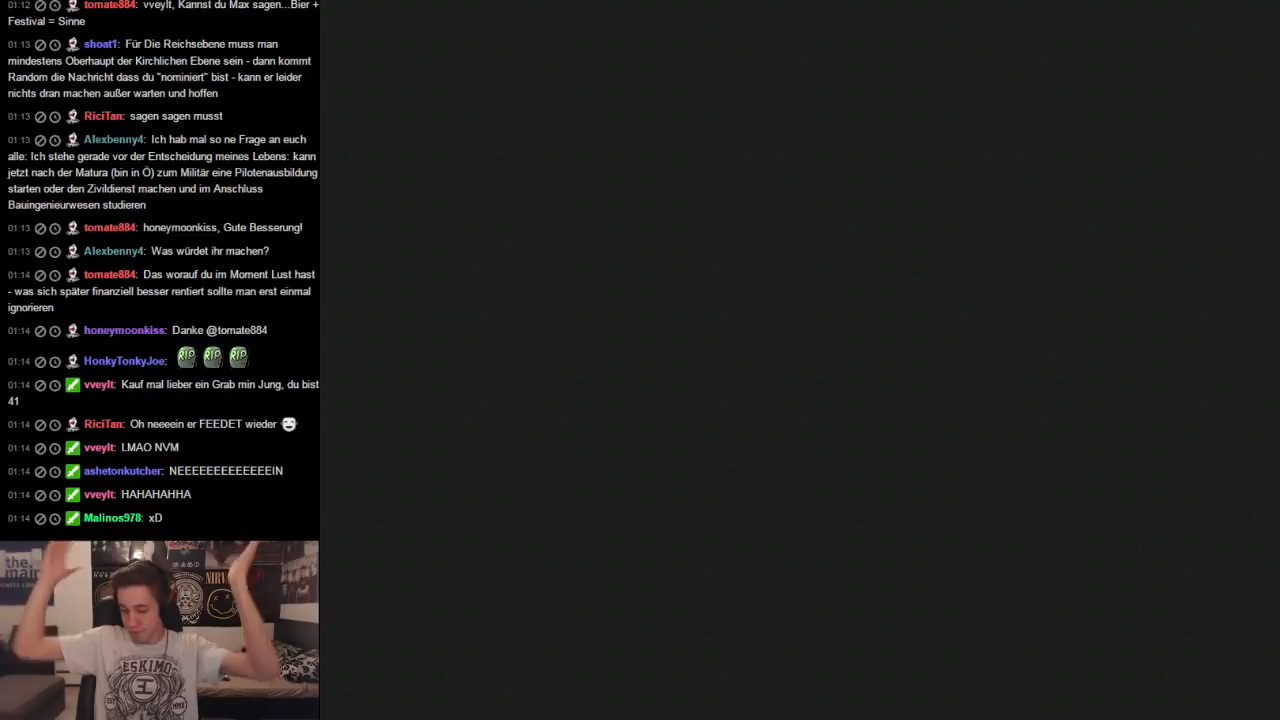 01:12 tomate884: vveylt, Kannst du Max sagen...Bier +
Festival = Sinne
01:13 shoat1: Für Die Reichsebene muss man
mindestens Oberhaupt der Kirchlichen Ebene sein - dann kommt
Random die Nachricht dass du "nominiert" bist - kann er leider
nichts dran machen außer warten und hoffen
01:13 RiciTan: sagen sagen musst
01:13 Alexbenny4: Ich hab mal so ne Frage an euch
alle: Ich stehe gerade vor der Entscheidung meines Lebens: kann
jetzt nach der Matura (bin in Ö) zum Militär eine Pilotenausbildung
starten oder den Zivildienst machen und im Anschluss
Bauingenieurwesen studieren
01:13 tomate884: honeymoonkiss, Gute Besserung!
01:13 Alexbenny4: Was würdet ihr machen?
01:14 tomate884: Das worauf du im Moment Lust hast
- was sich später finanziell besser rentiert sollte man erst einmal
ignorieren
01:14 honeymoonkiss: Danke @tomate884
01:14 HonkyTonkyJoe: RIP RIP RIP
01:14 vveylt: Kauf mal lieber ein Grab min Jung, du bist
41
01:14 RiciTan: Oh neeeein er FEEDET wieder
01:14 vveylt: LMAO NVM
01:14 ashetonkutcher: NEEEEEEEEEEEEEIN
01:14 vveylt: HAHAHAHHA
01:14 Malinos978: xD
the.
main
NIRV
ESKIMO